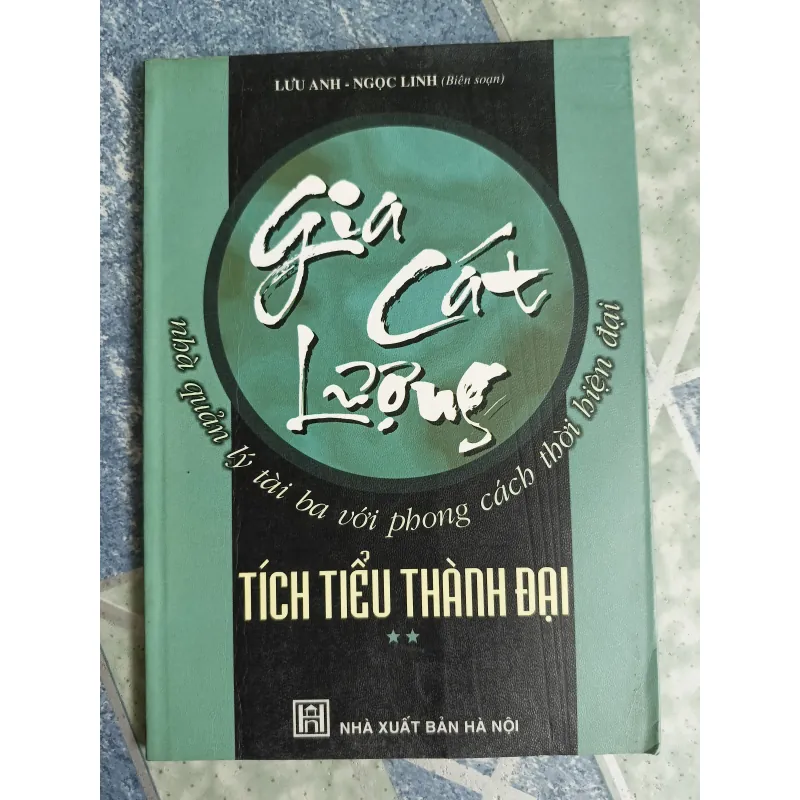 LƯU ANH - NGỌC LINH (Biên soạn)
Gia
Cát
Lượng
nhà quản lý tài ba với phong cách thời hiện đại
TÍCH TIỂU THÀNH ĐẠI
NHÀ XUẤT BẢN HÀ NỘI